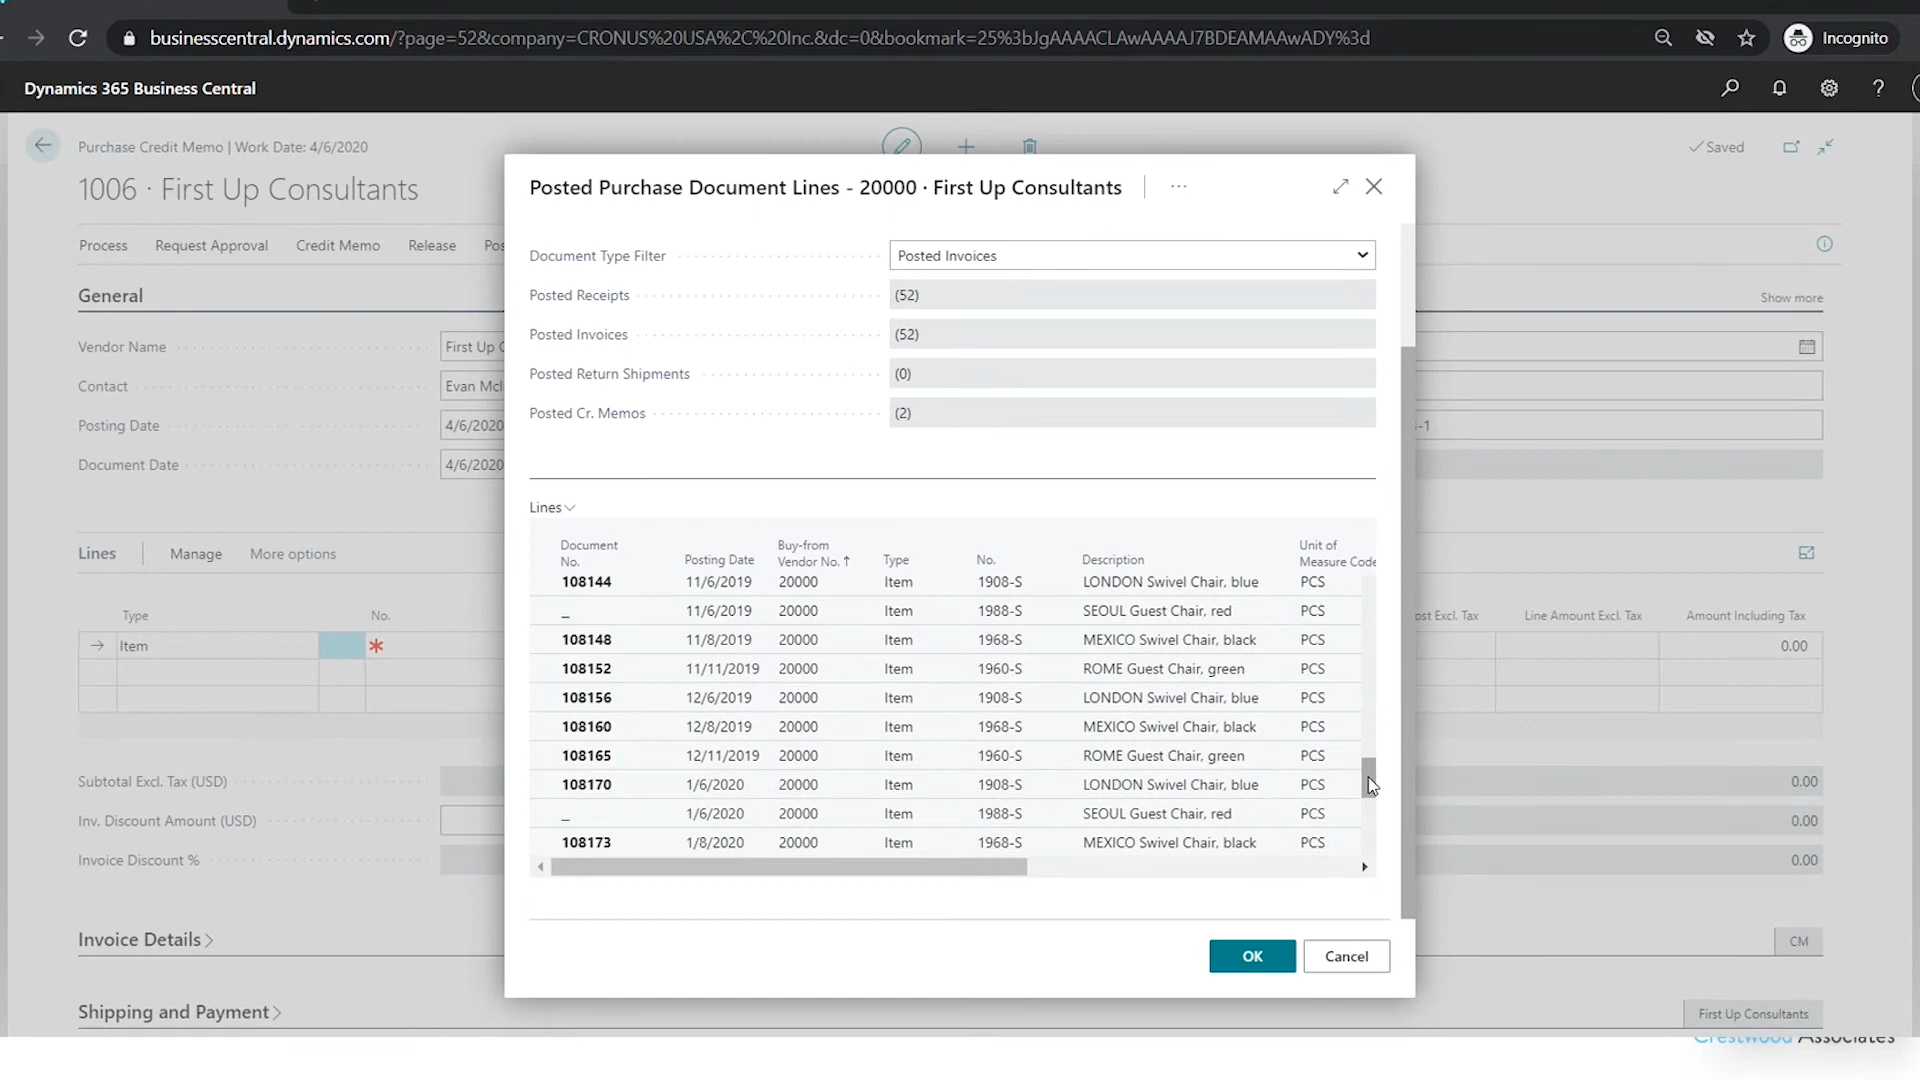 businesscentral.dynamics.com/?page=52&company=CRONUS%20USA%2C%20Inc.&dc=0&bookmark=25%3bJgAAAACLAwAAAAJ7BDEAMAAwADY%3d
Incognito
Dynamics 365 Business Central
Purchase Credit Memo | Work Date: 4/6/2020
Saved
1006 · First Up Consultants
Process Request Approval Credit Memo Release Pos
General
Show more
Vendor Name First Up C
Contact Evan McI
Posting Date 4/6/2020 -1
Document Date 4/6/2020
Lines Manage More options
Type No. ost Excl. Tax Line Amount Excl. Tax Amount Including Tax
Item * 0.00
Subtotal Excl. Tax (USD) 0.00
Inv. Discount Amount (USD) 0.00
Invoice Discount % 0.00
Invoice Details
CM
Shipping and Payment
First Up Consultants
Posted Purchase Document Lines - 20000 · First Up Consultants
Document Type Filter Posted Invoices
Posted Receipts (52)
Posted Invoices (52)
Posted Return Shipments (0)
Posted Cr. Memos (2)
Lines
Document No. Posting Date Buy-from Vendor No. ↑ Type No. Description Unit of Measure Code
108144 11/6/2019 20000 Item 1908-S LONDON Swivel Chair, blue PCS
_ 11/6/2019 20000 Item 1988-S SEOUL Guest Chair, red PCS
108148 11/8/2019 20000 Item 1968-S MEXICO Swivel Chair, black PCS
108152 11/11/2019 20000 Item 1960-S ROME Guest Chair, green PCS
108156 12/6/2019 20000 Item 1908-S LONDON Swivel Chair, blue PCS
108160 12/8/2019 20000 Item 1968-S MEXICO Swivel Chair, black PCS
108165 12/11/2019 20000 Item 1960-S ROME Guest Chair, green PCS
108170 1/6/2020 20000 Item 1908-S LONDON Swivel Chair, blue PCS
_ 1/6/2020 20000 Item 1988-S SEOUL Guest Chair, red PCS
108173 1/8/2020 20000 Item 1968-S MEXICO Swivel Chair, black PCS
OK Cancel
Crestwood Associates